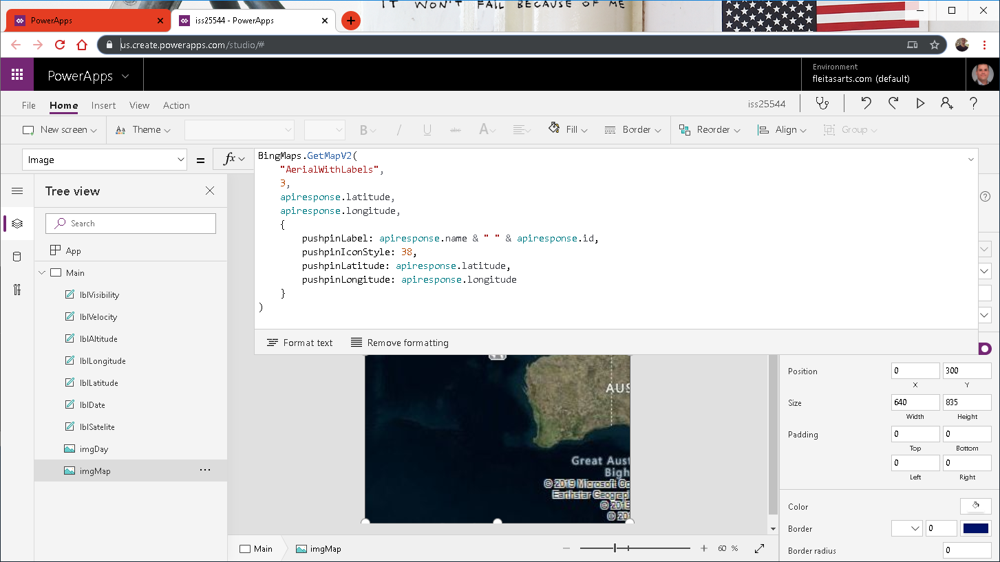 IT WON'T FAIL BECAUSE OF ME
PowerApps
iss25544 - PowerApps
us.create.powerapps.com/studio/#
PowerApps
Environment
fleitasarts.com (default)
File Home Insert View Action
iss25544
New screen
Theme
B / U abc A
Fill
Border
Reorder
Align
Group
Image
= fx
BingMaps.GetMapV2(
"AerialWithLabels",
3,
apiresponse.latitude,
apiresponse.longitude,
{
pushpinLabel: apiresponse.name & " " & apiresponse.id,
pushpinIconStyle: 38,
pushpinLatitude: apiresponse.latitude,
pushpinLongitude: apiresponse.longitude
}
)
Format text
Remove formatting
Tree view
Search
App
Main
lblVisibility
lblVelocity
lblAltitude
lblLongitude
lblLatitude
lblDate
lblSatelite
imgDay
imgMap
AUS
Great Aust
Bigh
© 2019 Microsoft Co
Earthstar Geograp
© 2019
© 201
Position
0
300
X
Y
Size
640
835
Width
Height
Padding
0
0
Top
Bottom
0
0
Left
Right
Color
Border
0
Border radius
0
Main
imgMap
60 %